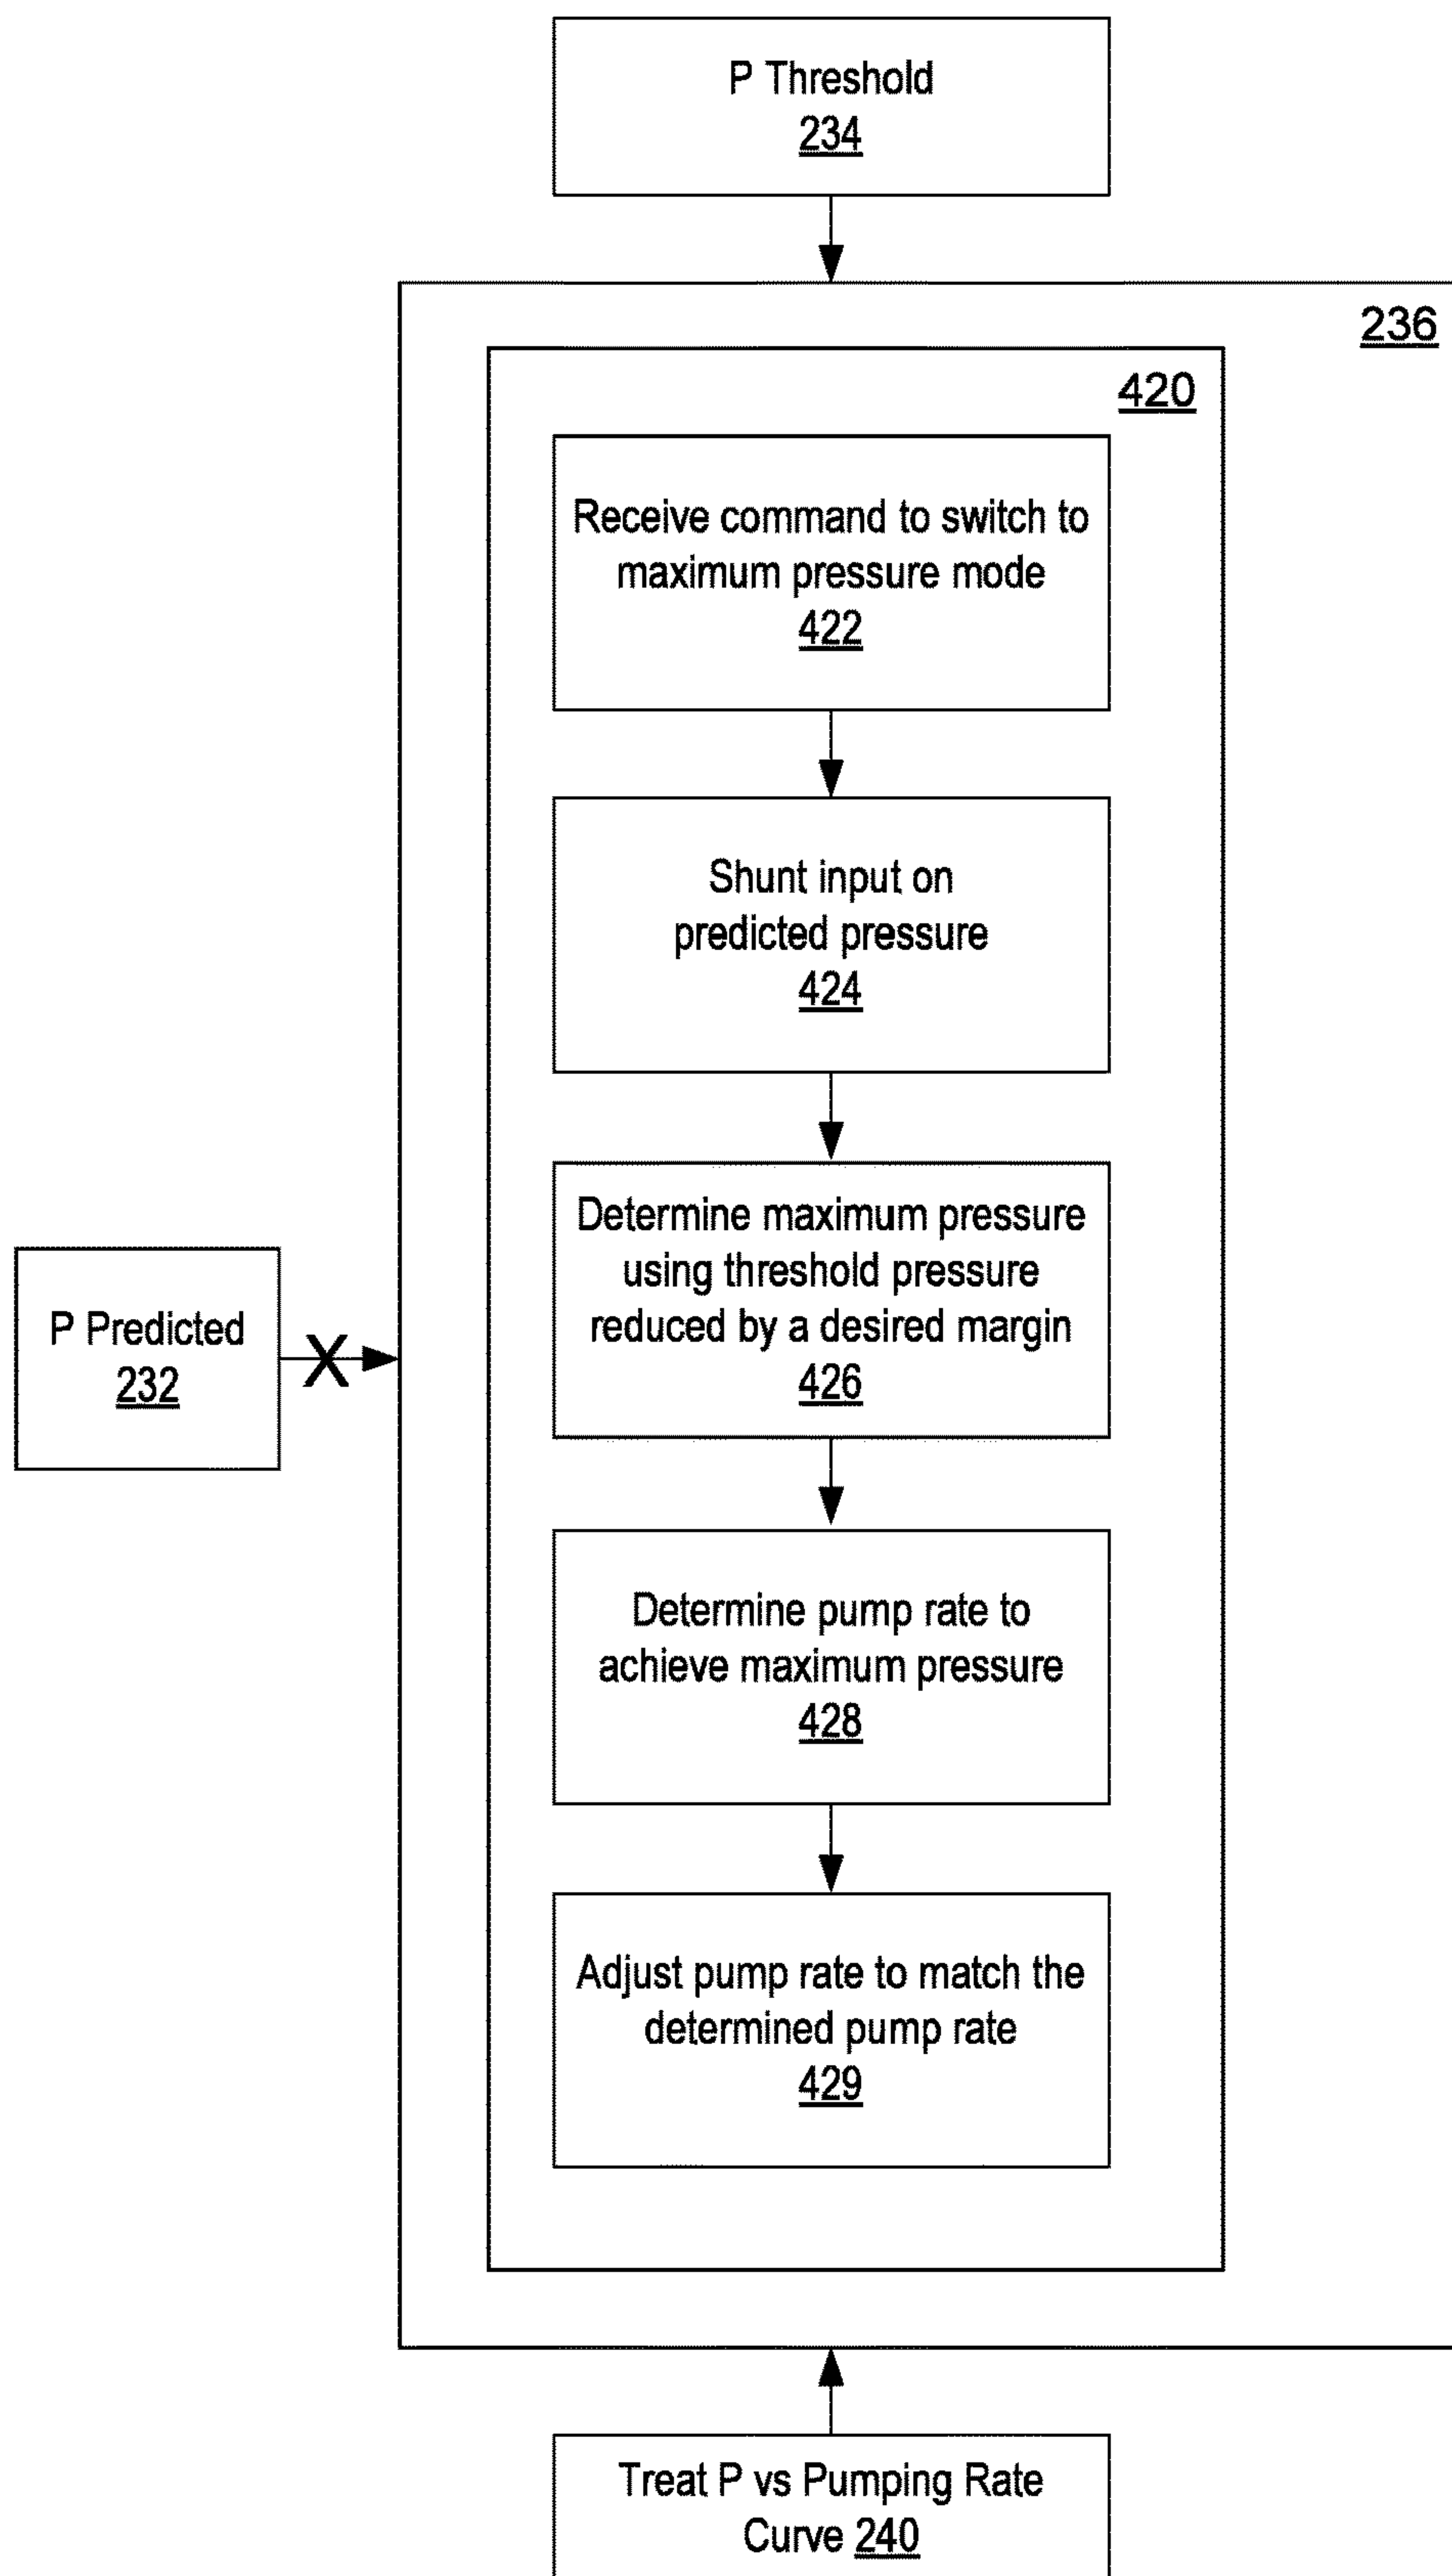 P Threshold
234
236
420
Receive command to switch to
maximum pressure mode
422
Shunt input on
predicted pressure
424
Determine maximum pressure
using threshold pressure
reduced by a desired margin
426
P Predicted
232
X
Determine pump rate to
achieve maximum pressure
428
Adjust pump rate to match the
determined pump rate
429
Treat P vs Pumping Rate
Curve 240